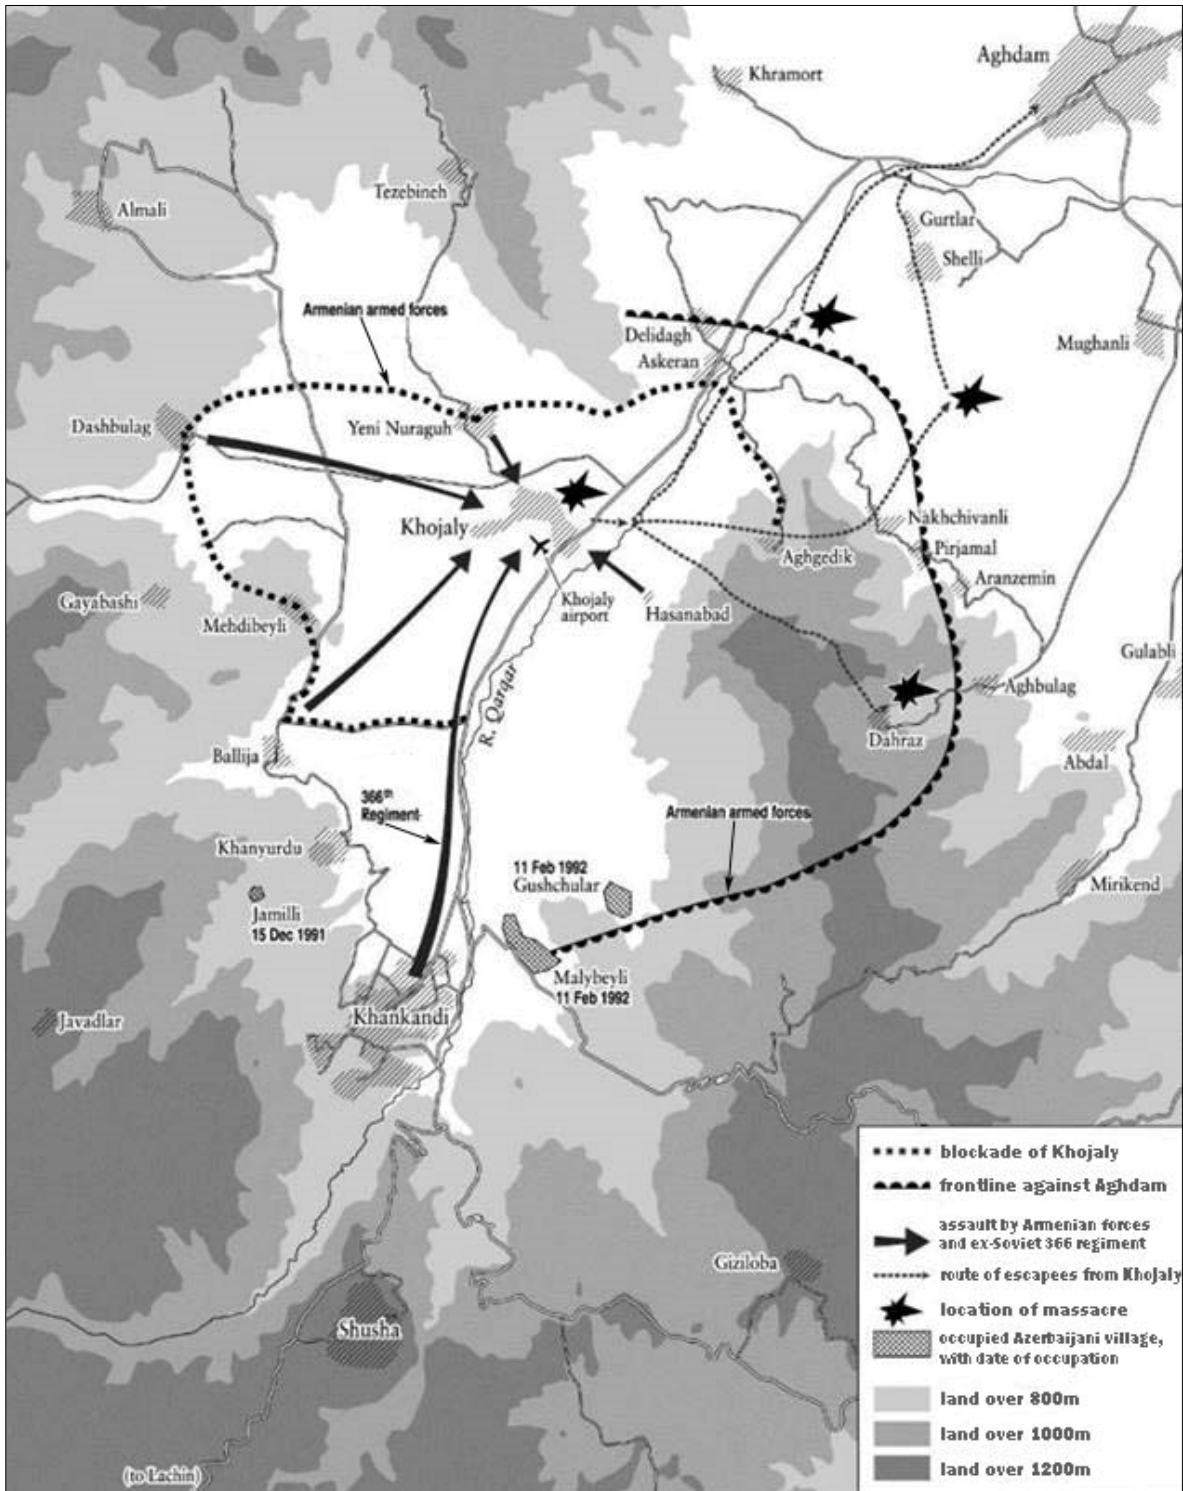 Aghdam
Khramort
Tezebineh
Almali
Gurtlar
Shelli
Armenian armed forces
Delidagh
Askeran
Mughanli
Dashbulag
Yeni Nuraguh
Khojaly
Nakhchivanli
Pirjamal
Aghgedik
Aranzemin
Gayabashi
Mehdibeyli
Khojaly
airport
Hasanabad
Gulabli
R. Qarqar
Aghbulag
Dahraz
Abdal
Ballija
366th
Regiment
Armenian armed forces
Khanyurdu
11 Feb 1992
Gushchular
Mirikend
Jamilli
15 Dec 1991
Malybeyli
11 Feb 1992
Javadlar
Khankandi
blockade of Khojaly
frontline against Aghdam
assault by Armenian forces
and ex-Soviet 366 regiment
route of escapees from Khojaly
location of massacre
occupied Azerbaijani village,
with date of occupation
land over 800m
land over 1000m
land over 1200m
Giziloba
Shusha
(to Lachin)